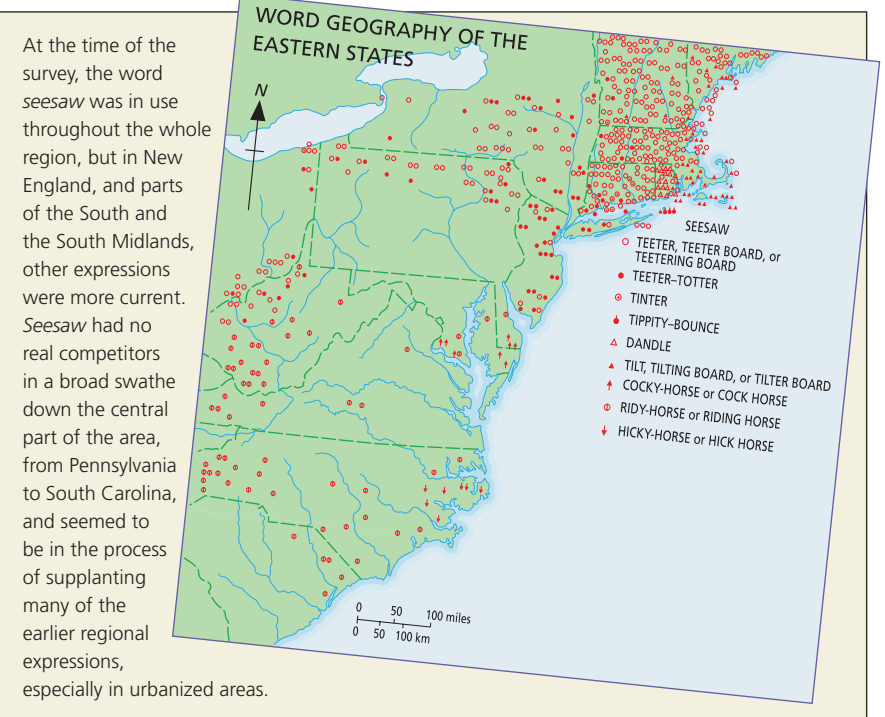 At the time of the
survey, the word
seesaw was in use
throughout the whole
region, but in New
England, and parts
of the South and
the South Midlands,
other expressions
were more current.
Seesaw had no
real competitors
in a broad swathe
down the central
part of the area,
from Pennsylvania
to South Carolina,
and seemed to
be in the process
of supplanting
many of the
earlier regional
expressions,
especially in urbanized areas.
WORD GEOGRAPHY OF THE
EASTERN STATES
N
SEESAW
TEETER, TEETER BOARD, or
TEETERING BOARD
TEETER–TOTTER
TINTER
TIPPITY–BOUNCE
DANDLE
TILT, TILTING BOARD, or TILTER BOARD
COCKY-HORSE or COCK HORSE
RIDY-HORSE or RIDING HORSE
HICKY-HORSE or HICK HORSE
0 50 100 miles
0 50 100 km